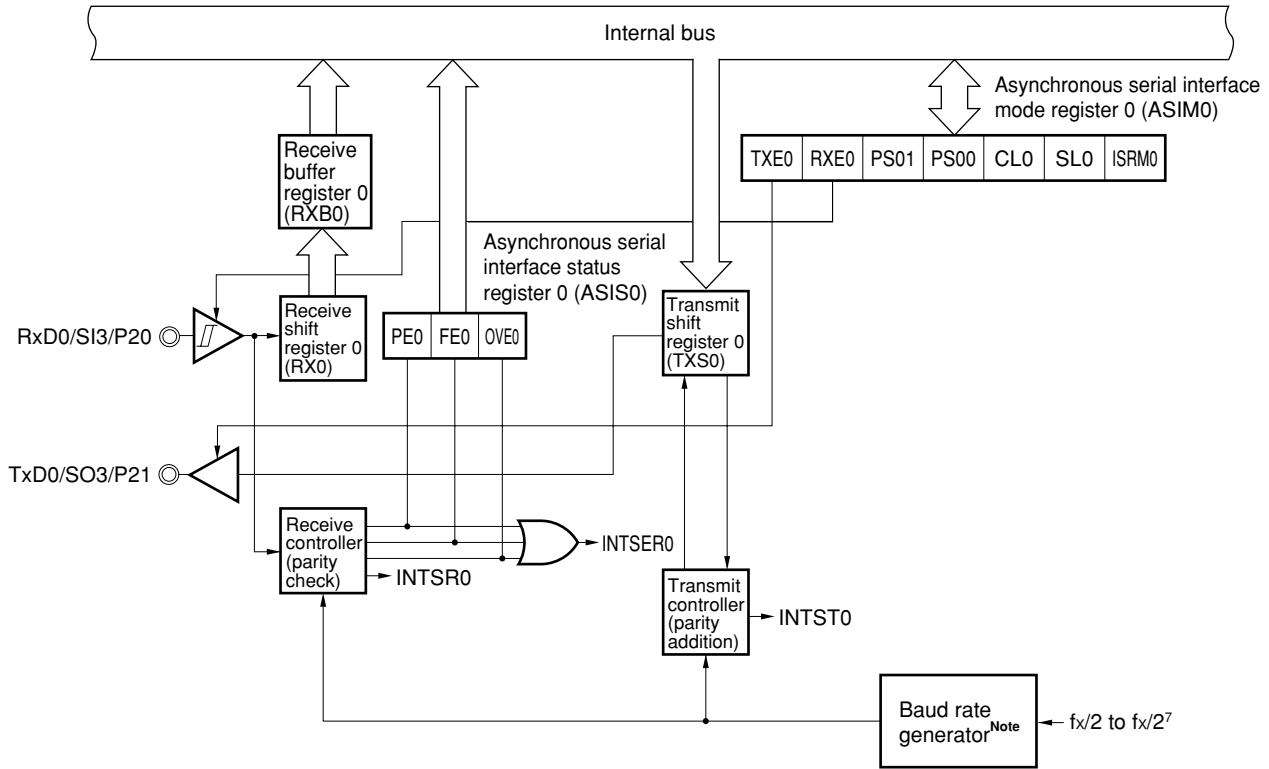 Internal bus
Asynchronous serial interface
mode register 0 (ASIM0)
Receive
buffer
register 0
(RXB0)
TXE0 RXE0 PS01 PS00 CL0 SL0 ISRM0
Asynchronous serial
interface status
register 0 (ASIS0)
Receive
shift
register 0
(RX0)
Transmit
shift
register 0
(TXS0)
RxD0/SI3/P20
PE0 FE0 OVE0
TxD0/SO3/P21
Receive
controller
(parity
check)
INTSER0
INTSR0
Transmit
controller
(parity
addition)
INTST0
Baud rate
generatorNote
fx/2 to fx/2⁷